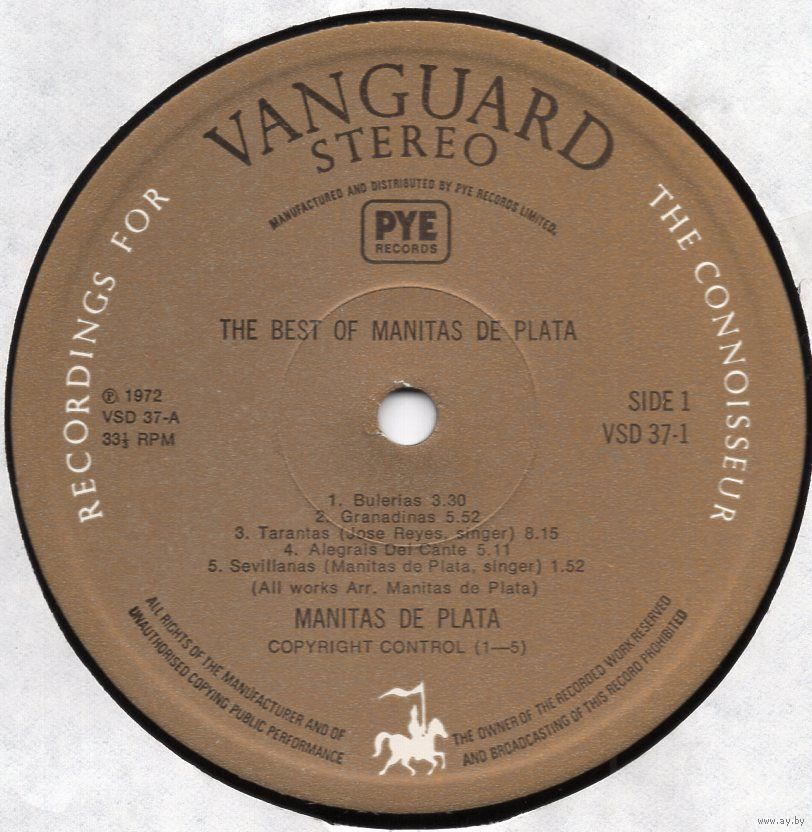 VANGUARD
STEREO
MANUFACTURED AND DISTRIBUTED BY PYE RECORDS LIMITED.
PYE
RECORDS
RECORDINGS FOR
THE CONNOISSEUR
THE BEST OF MANITAS DE PLATA
℗ 1972
VSD 37-A
33⅓ RPM
SIDE 1
VSD 37-1
1. Bulerias 3.30
2. Granadinas 5.52
3. Tarantas (Jose Reyes, singer) 8.15
4. Alegrais Del Cante 5.11
5. Sevillanas (Manitas de Plata, singer) 1.52
(All works Arr. Manitas de Plata)
MANITAS DE PLATA
COPYRIGHT CONTROL (1—5)
ALL RIGHTS OF THE MANUFACTURER AND OF THE OWNER OF THE RECORDED WORK RESERVED
UNAUTHORISED COPYING PUBLIC PERFORMANCE AND BROADCASTING OF THIS RECORD PROHIBITED
www.ay.by